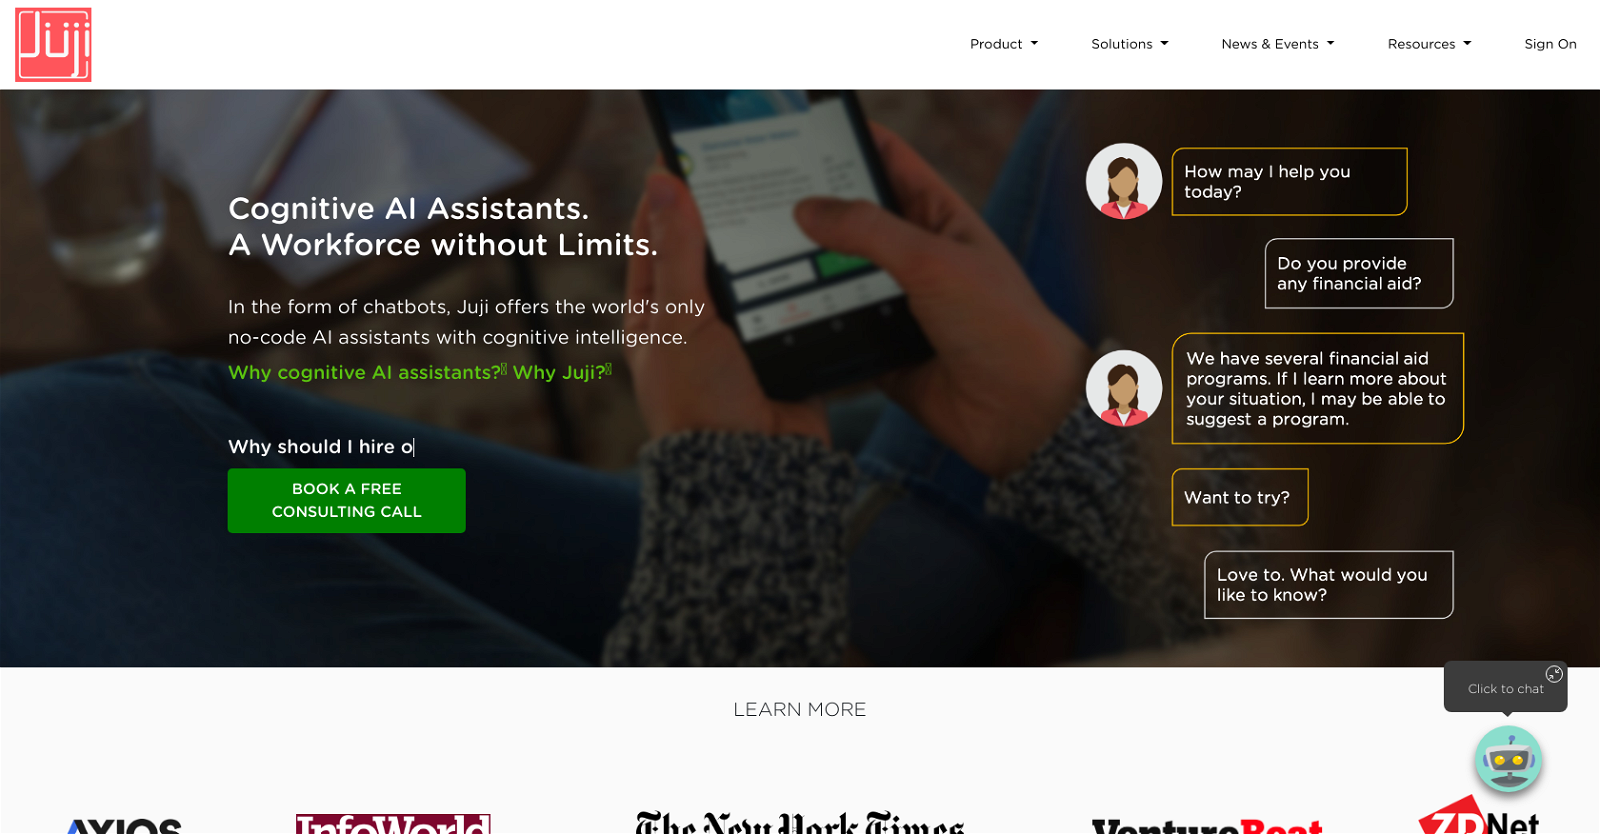 Juji
Product
Solutions
News & Events
Resources
Sign On
Cognitive AI Assistants.
A Workforce without Limits.
In the form of chatbots, Juji offers the world's only
no-code AI assistants with cognitive intelligence.
Why cognitive AI assistants? Why Juji?
Why should I hire o
BOOK A FREE
CONSULTING CALL
How may I help you
today?
Do you provide
any financial aid?
We have several financial aid
programs. If I learn more about
your situation, I may be able to
suggest a program.
Want to try?
Love to. What would you
like to know?
Click to chat
LEARN MORE
AXIOS
InfoWorld
The New York Times
VentureBeat
ZDNet